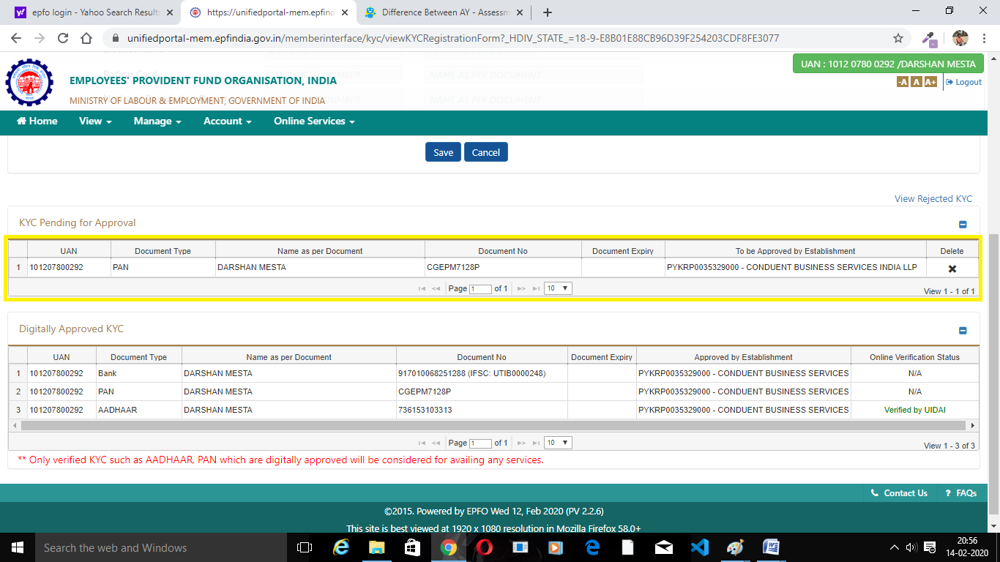 epfo login - Yahoo Search Results
https://unifiedportal-mem.epfind
Difference Between AY - Assessm
unifiedportal-mem.epfindia.gov.in/memberinterface/kyc/viewKYCRegistrationForm?_HDIV_STATE_=18-9-E8B01E88CB96D39F254203CDF8FE3077
UAN : 1012 0780 0292 /DARSHAN MESTA
Ration Card NUMBER NAME AS PER DOCUMENT
EMPLOYEES' PROVIDENT FUND ORGANISATION, INDIA
-A A A+ Logout
MINISTRY OF LABOUR & EMPLOYMENT, GOVERNMENT OF INDIA
Home View Manage Account Online Services
Save Cancel
View Rejected KYC
KYC Pending for Approval
UAN Document Type Name as per Document Document No Document Expiry To be Approved by Establishment Delete
1 101207800292 PAN DARSHAN MESTA CGEPM7128P PYKRP0035329000 - CONDUENT BUSINESS SERVICES INDIA LLP
Page 1 of 1 10
View 1 - 1 of 1
Digitally Approved KYC
UAN Document Type Name as per Document Document No Document Expiry Approved by Establishment Online Verification Status
1 101207800292 Bank DARSHAN MESTA 917010068251288 (IFSC: UTIB0000248) PYKRP0035329000 - CONDUENT BUSINESS SERVICES N/A
2 101207800292 PAN DARSHAN MESTA CGEPM7128P PYKRP0035329000 - CONDUENT BUSINESS SERVICES N/A
3 101207800292 AADHAAR DARSHAN MESTA 736153103313 PYKRP0035329000 - CONDUENT BUSINESS SERVICES Verified by UIDAI
Page 1 of 1 10
View 1 - 3 of 3
** Only verified KYC such as AADHAAR, PAN which are digitally approved will be considered for availing any services.
Contact Us ? FAQs
©2015. Powered by EPFO Wed 12, Feb 2020 (PV 2.2.6)
This site is best viewed at 1920 x 1080 resolution in Mozilla Firefox 58.0+
Search the web and Windows
20:56
14-02-2020